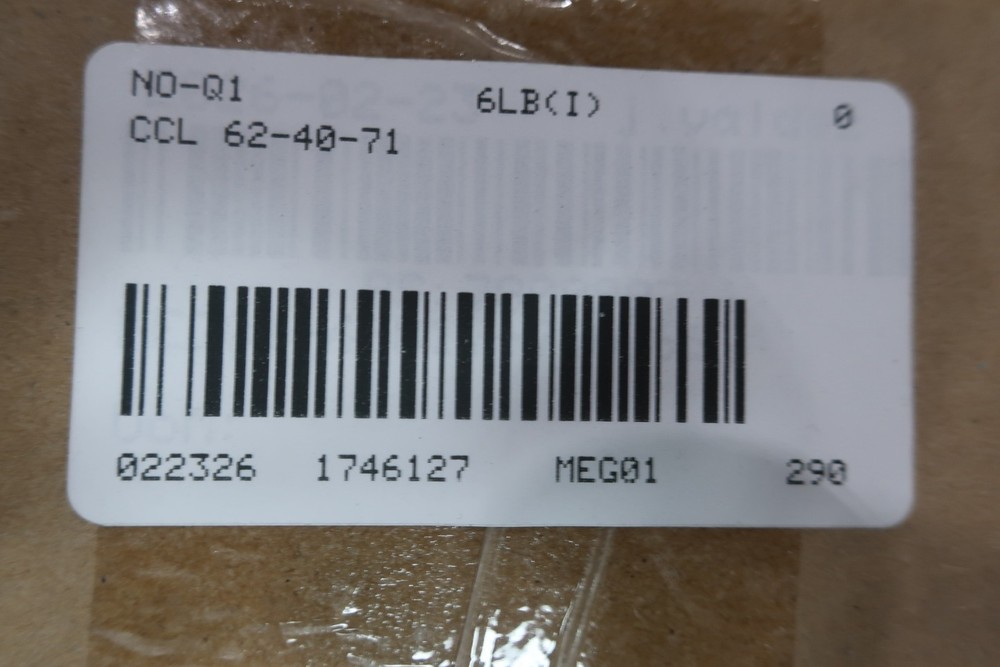 NO-Q1 6LB(I) 0
CCL 62-40-71
022326 1746127 MEG01 290